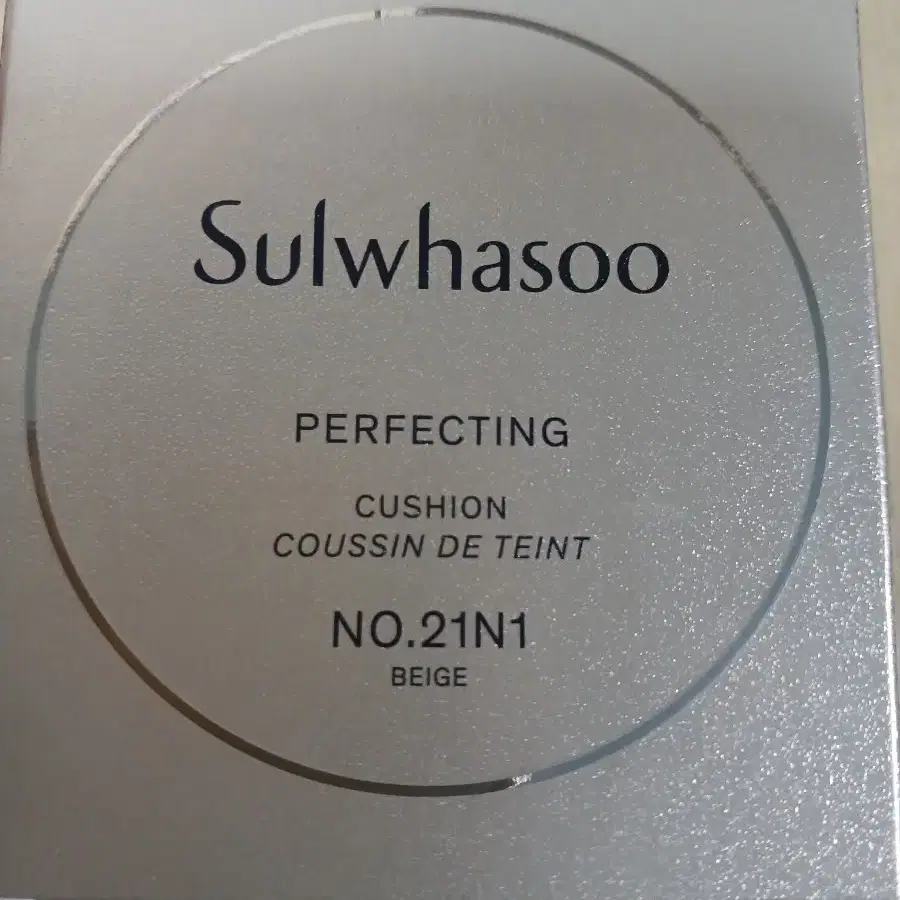 Sulwhasoo
PERFECTING
CUSHION
COUSSIN DE TEINT
NO.21N1
BEIGE